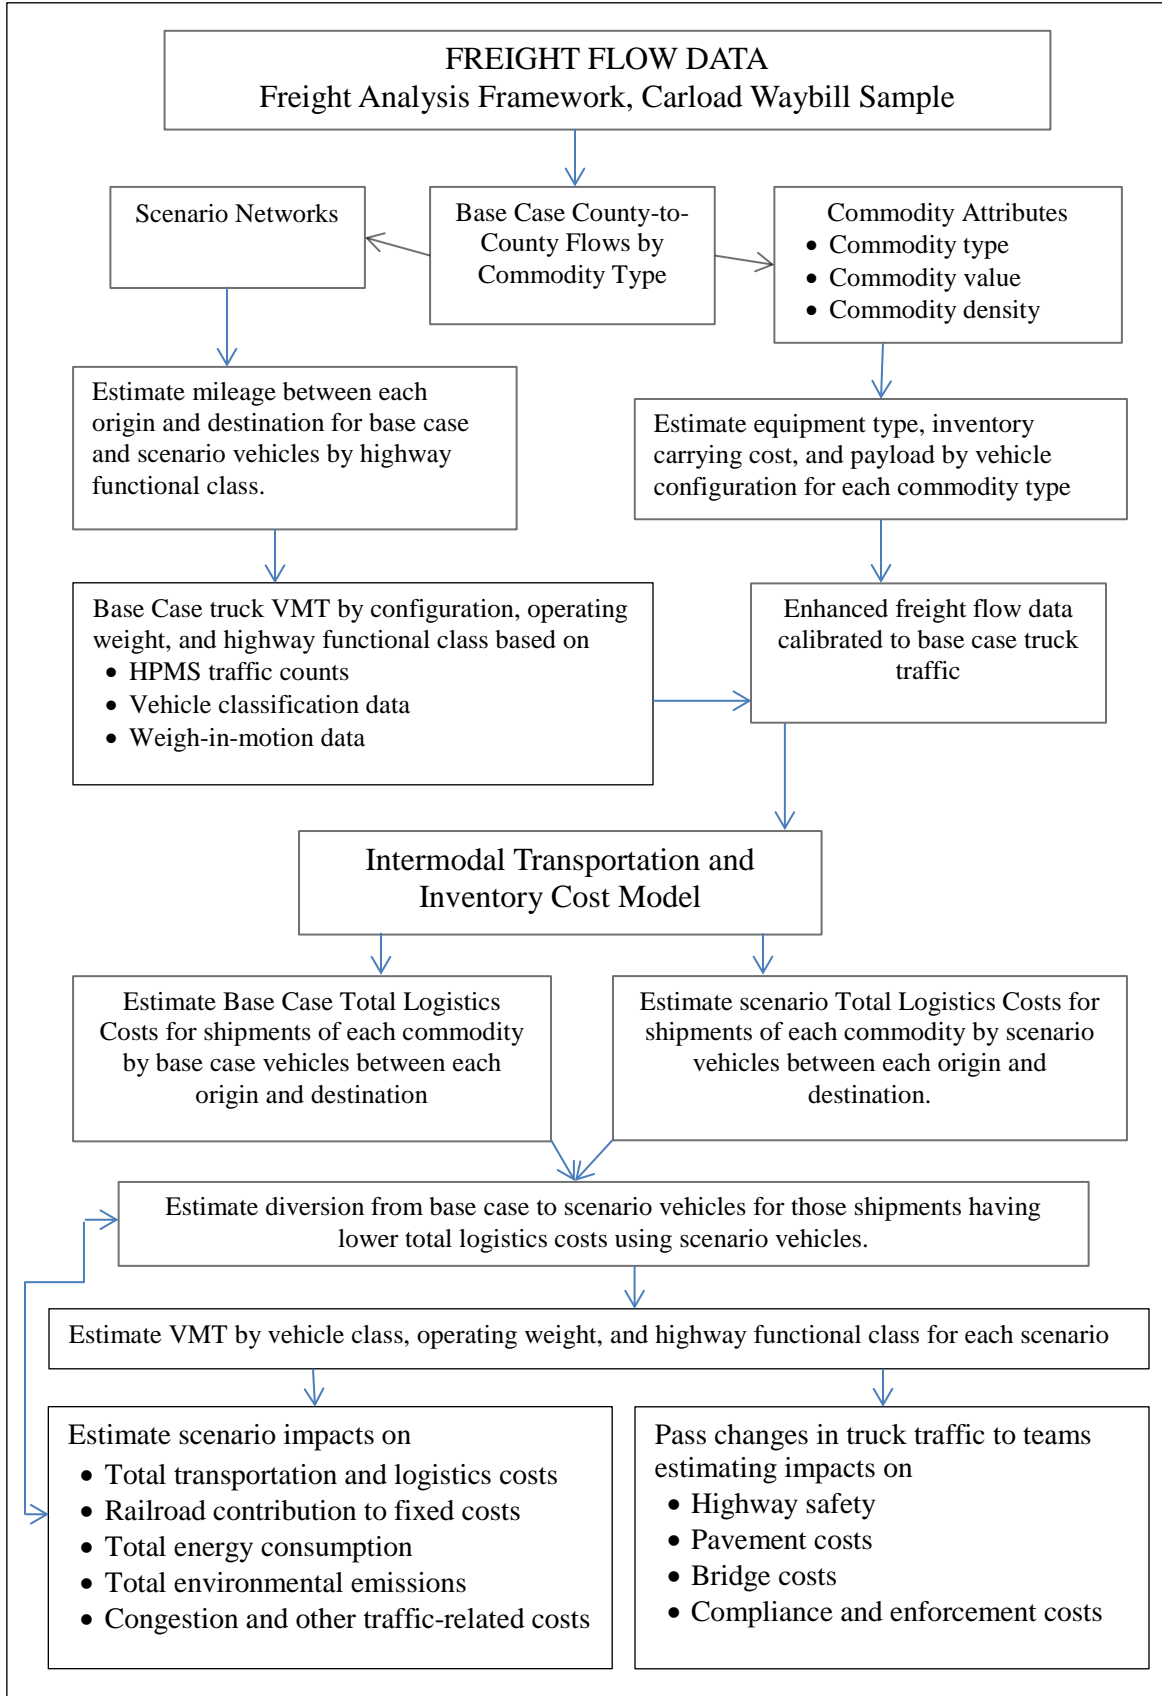 FREIGHT FLOW DATA
Freight Analysis Framework, Carload Waybill Sample
Scenario Networks
Base Case County-to-
County Flows by
Commodity Type
Commodity Attributes
• Commodity type
• Commodity value
• Commodity density
Estimate mileage between each
origin and destination for base case
and scenario vehicles by highway
functional class.
Estimate equipment type, inventory
carrying cost, and payload by vehicle
configuration for each commodity type
Base Case truck VMT by configuration, operating
weight, and highway functional class based on
• HPMS traffic counts
• Vehicle classification data
• Weigh-in-motion data
Enhanced freight flow data
calibrated to base case truck
traffic
Intermodal Transportation and
Inventory Cost Model
Estimate Base Case Total Logistics
Costs for shipments of each commodity
by base case vehicles between each
origin and destination
Estimate scenario Total Logistics Costs for
shipments of each commodity by scenario
vehicles between each origin and
destination.
Estimate diversion from base case to scenario vehicles for those shipments having
lower total logistics costs using scenario vehicles.
Estimate VMT by vehicle class, operating weight, and highway functional class for each scenario
Estimate scenario impacts on
• Total transportation and logistics costs
• Railroad contribution to fixed costs
• Total energy consumption
• Total environmental emissions
• Congestion and other traffic-related costs
Pass changes in truck traffic to teams
estimating impacts on
• Highway safety
• Pavement costs
• Bridge costs
• Compliance and enforcement costs